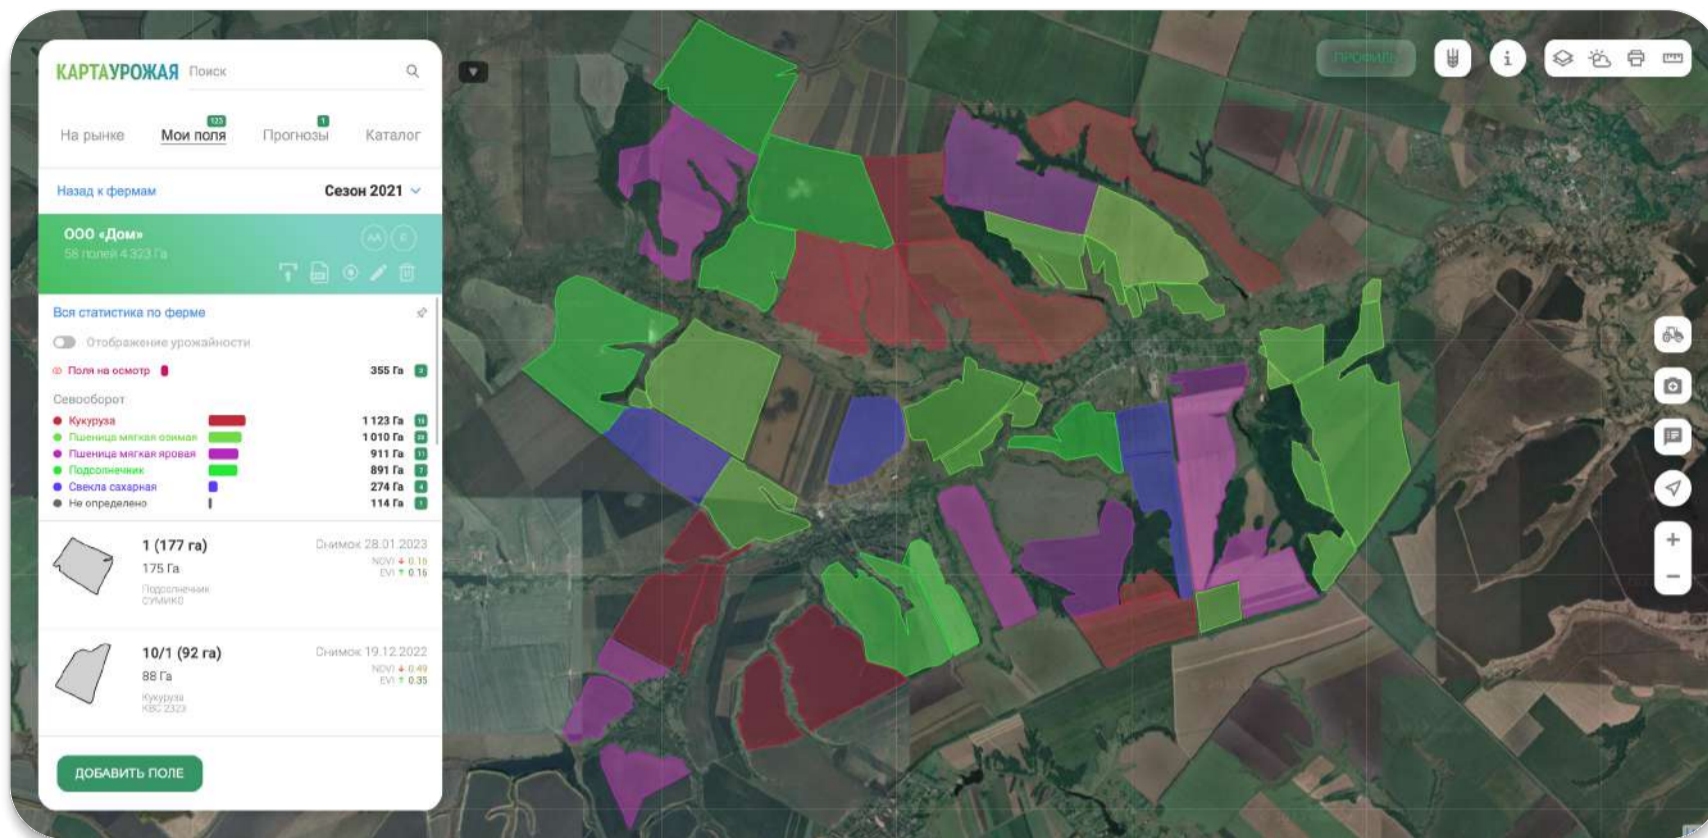 КАРТАУРОЖАЯ Поиск
ПРОФИЛЬ
123 1
На рынке Мои поля Прогнозы Каталог
Назад к фермам Сезон 2021
ООО «Дом»
58 полей 4 323 Га
Вся статистика по ферме
Отображение урожайности
Поля на осмотр 355 Га
Севооборот
Кукуруза 1 123 Га
Пшеница мягкая озимая 1 010 Га
Пшеница мягкая яровая 911 Га 11
Подсолнечник 891 Га 7
Свекла сахарная 274 Га 4
Не определено 114 Га 1
1 (177 га) Снимок 28.01.2023
175 Га NDVI 0.16
EVI 0.16
Подсолнечник
СУМИКО
10/1 (92 га) Снимок 19.12.2022
88 Га NDVI 0.49
EVI 0.35
Кукуруза
КВС 2323
ДОБАВИТЬ ПОЛЕ